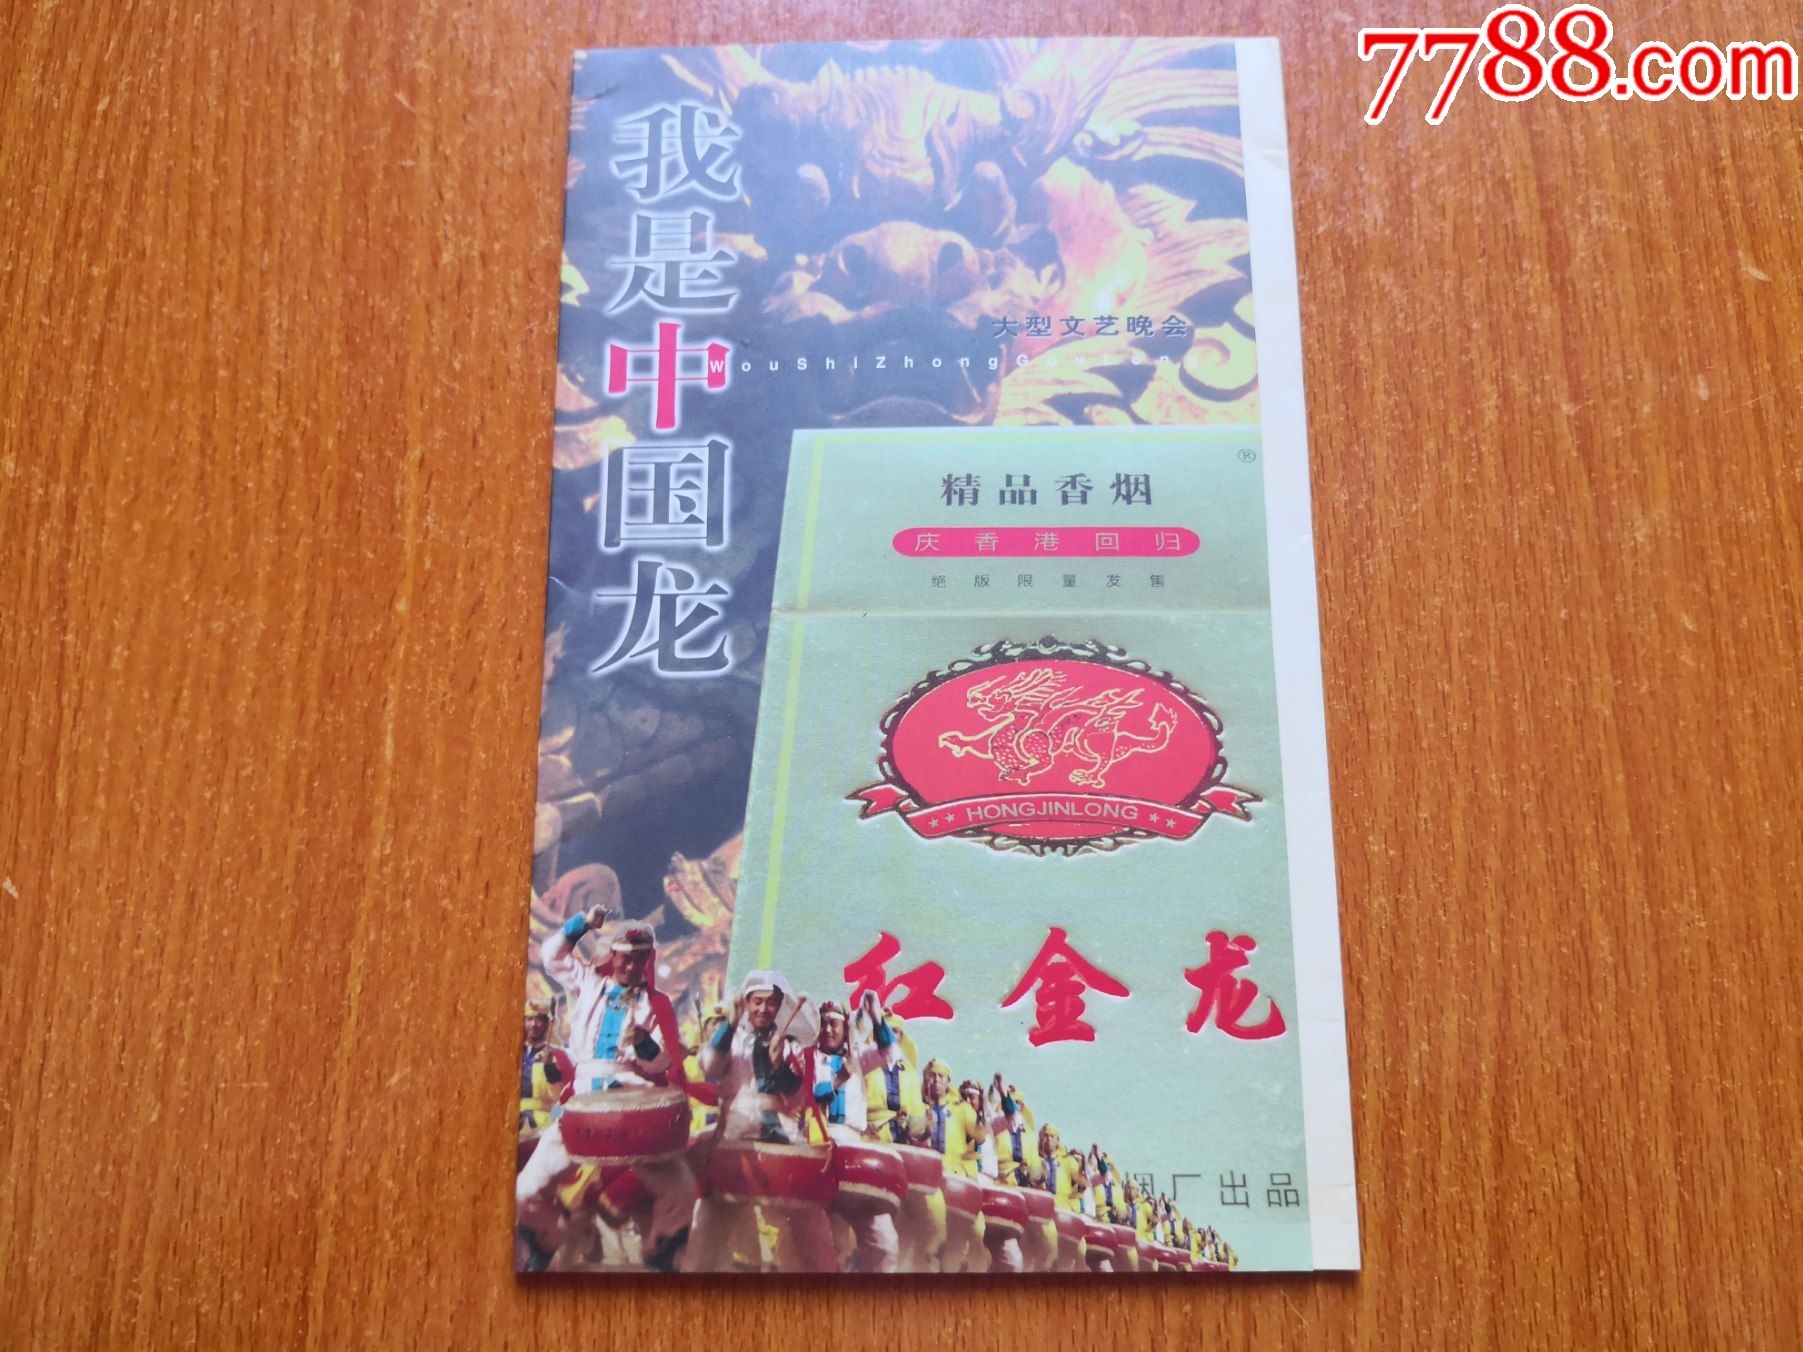 7788.com
我是中国龙
大型文艺晚会
WouShiZhongGouLong
®
精品香烟
庆香港回归
绝版限量发售
★★ HONGJINLONG ★★
红金龙
烟厂出品